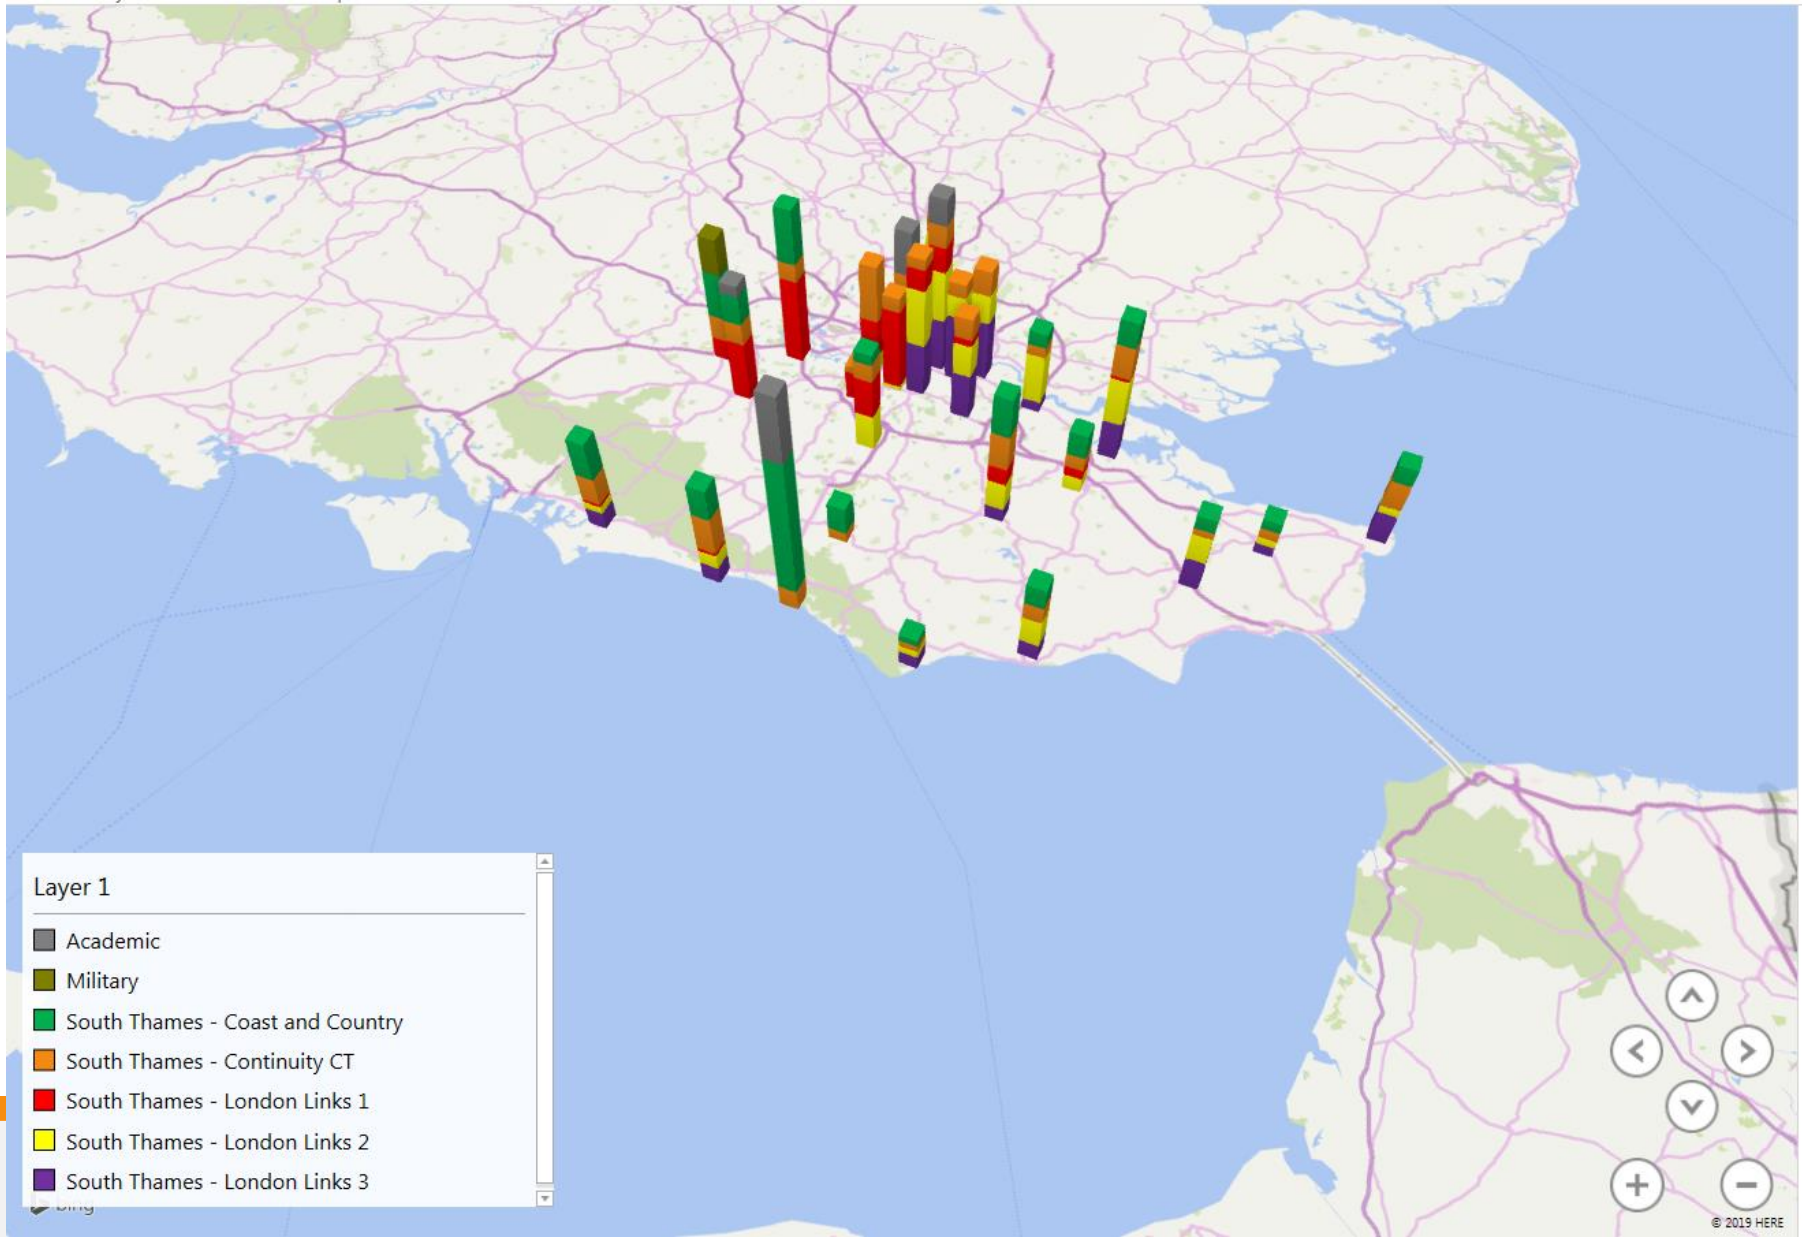 Layer 1
Academic
Military
South Thames - Coast and Country
South Thames - Continuity CT
South Thames - London Links 1
South Thames - London Links 2
South Thames - London Links 3
bing
© 2019 HERE